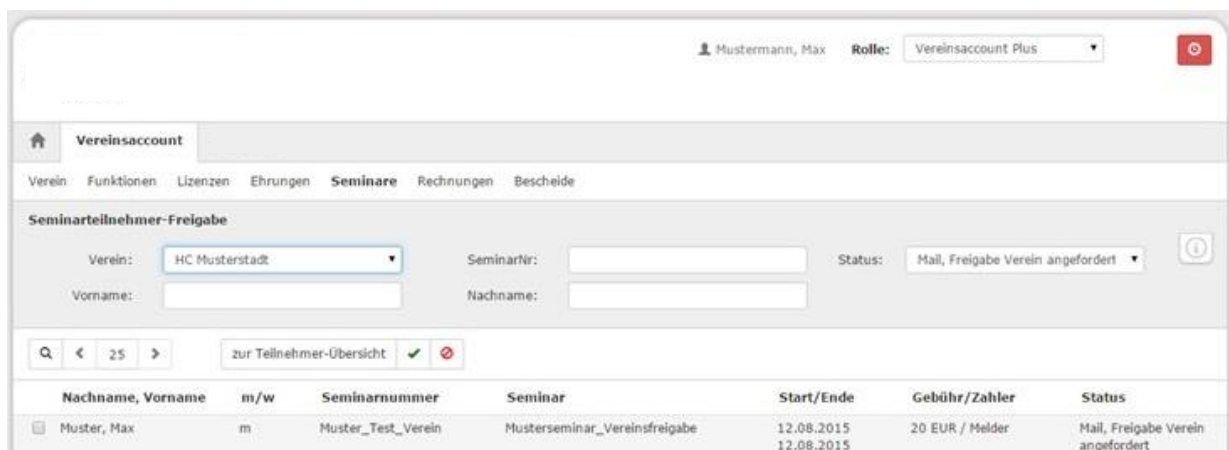 Mustermann, Max Rolle: Vereinsaccount Plus
Vereinsaccount
Verein Funktionen Lizenzen Ehrungen Seminare Rechnungen Bescheide
Seminarteilnehmer-Freigabe
Verein: HC Musterstadt SeminarNr: Status: Mail, Freigabe Verein angefordert
Vorname: Nachname:
25 zur Teilnehmer-Übersicht
Nachname, Vorname m/w Seminarnummer Seminar Start/Ende Gebühr/Zahler Status
Muster, Max m Muster_Test_Verein Musterseminar_Vereinsfreigabe 12.08.2015 20 EUR / Melder Mail, Freigabe Verein
12.08.2015 angefordert